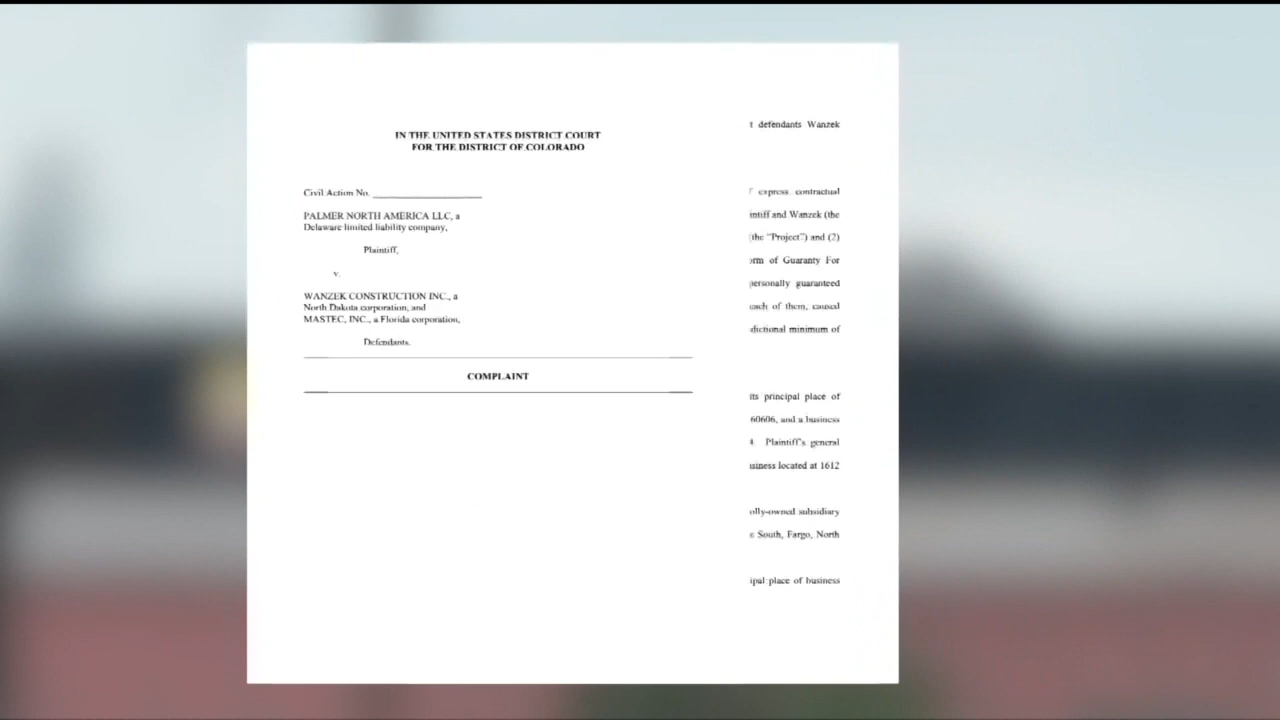 IN THE UNITED STATES DISTRICT COURT
FOR THE DISTRICT OF COLORADO
Civil Action No.
PALMER NORTH AMERICA LLC, a
Delaware limited liability company,
Plaintiff,
v.
WANZEK CONSTRUCTION INC., a
North Dakota corporation, and
MASTEC, INC., a Florida corporation,
Defendants.
COMPLAINT
t defendants Wanzek
express contractual
intiff and Wanzek (the
(the "Project") and (2)
orm of Guaranty For
personally guaranteed
each of them, caused
dictional minimum of
its principal place of
60606, and a business
Plaintiff's general
usiness located at 1612
olly-owned subsidiary
e South, Fargo, North
ipal place of business